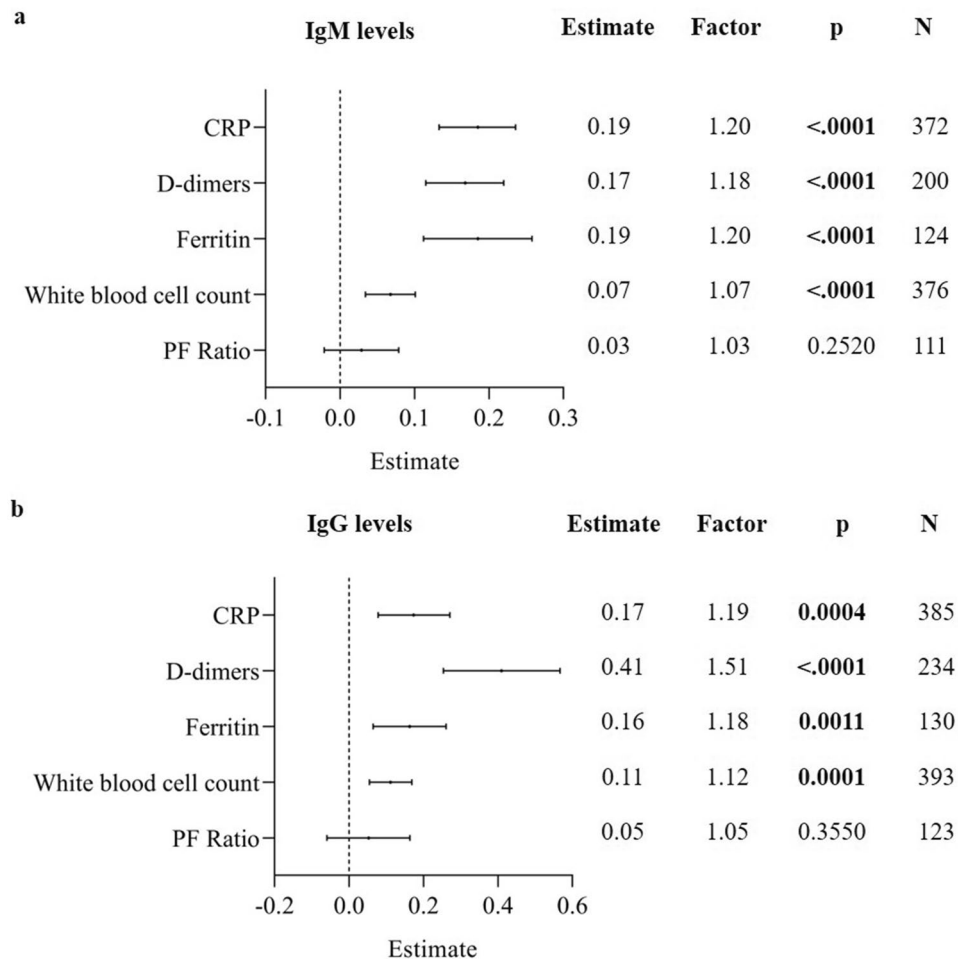 a
IgM levels Estimate Factor p N
CRP 0.19 1.20 <.0001 372
D-dimers 0.17 1.18 <.0001 200
Ferritin 0.19 1.20 <.0001 124
White blood cell count 0.07 1.07 <.0001 376
PF Ratio 0.03 1.03 0.2520 111
-0.1 0.0 0.1 0.2 0.3
Estimate
b
IgG levels Estimate Factor p N
CRP 0.17 1.19 0.0004 385
D-dimers 0.41 1.51 <.0001 234
Ferritin 0.16 1.18 0.0011 130
White blood cell count 0.11 1.12 0.0001 393
PF Ratio 0.05 1.05 0.3550 123
-0.2 0.0 0.2 0.4 0.6
Estimate